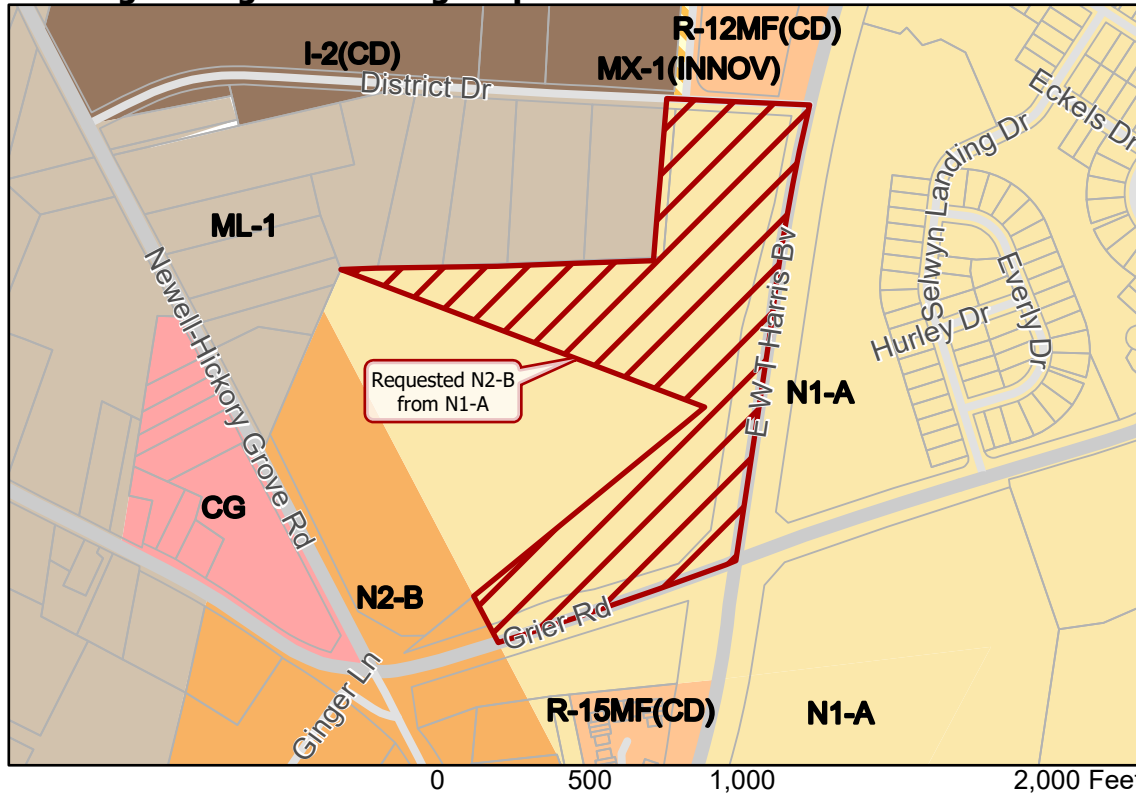 R-12MF(CD)
I-2(CD)
MX-1(INNOV)
District Dr
Eckels Dr
Selwyn Landing Dr
ML-1
Newell-Hickory Grove Rd
E W T Harris Bv
Everly Dr
Hurley Dr
Requested N2-B
from N1-A
N1-A
CG
N2-B
Grier Rd
Ginger Ln
R-15MF(CD)
N1-A
0 500 1,000 2,000 Feet